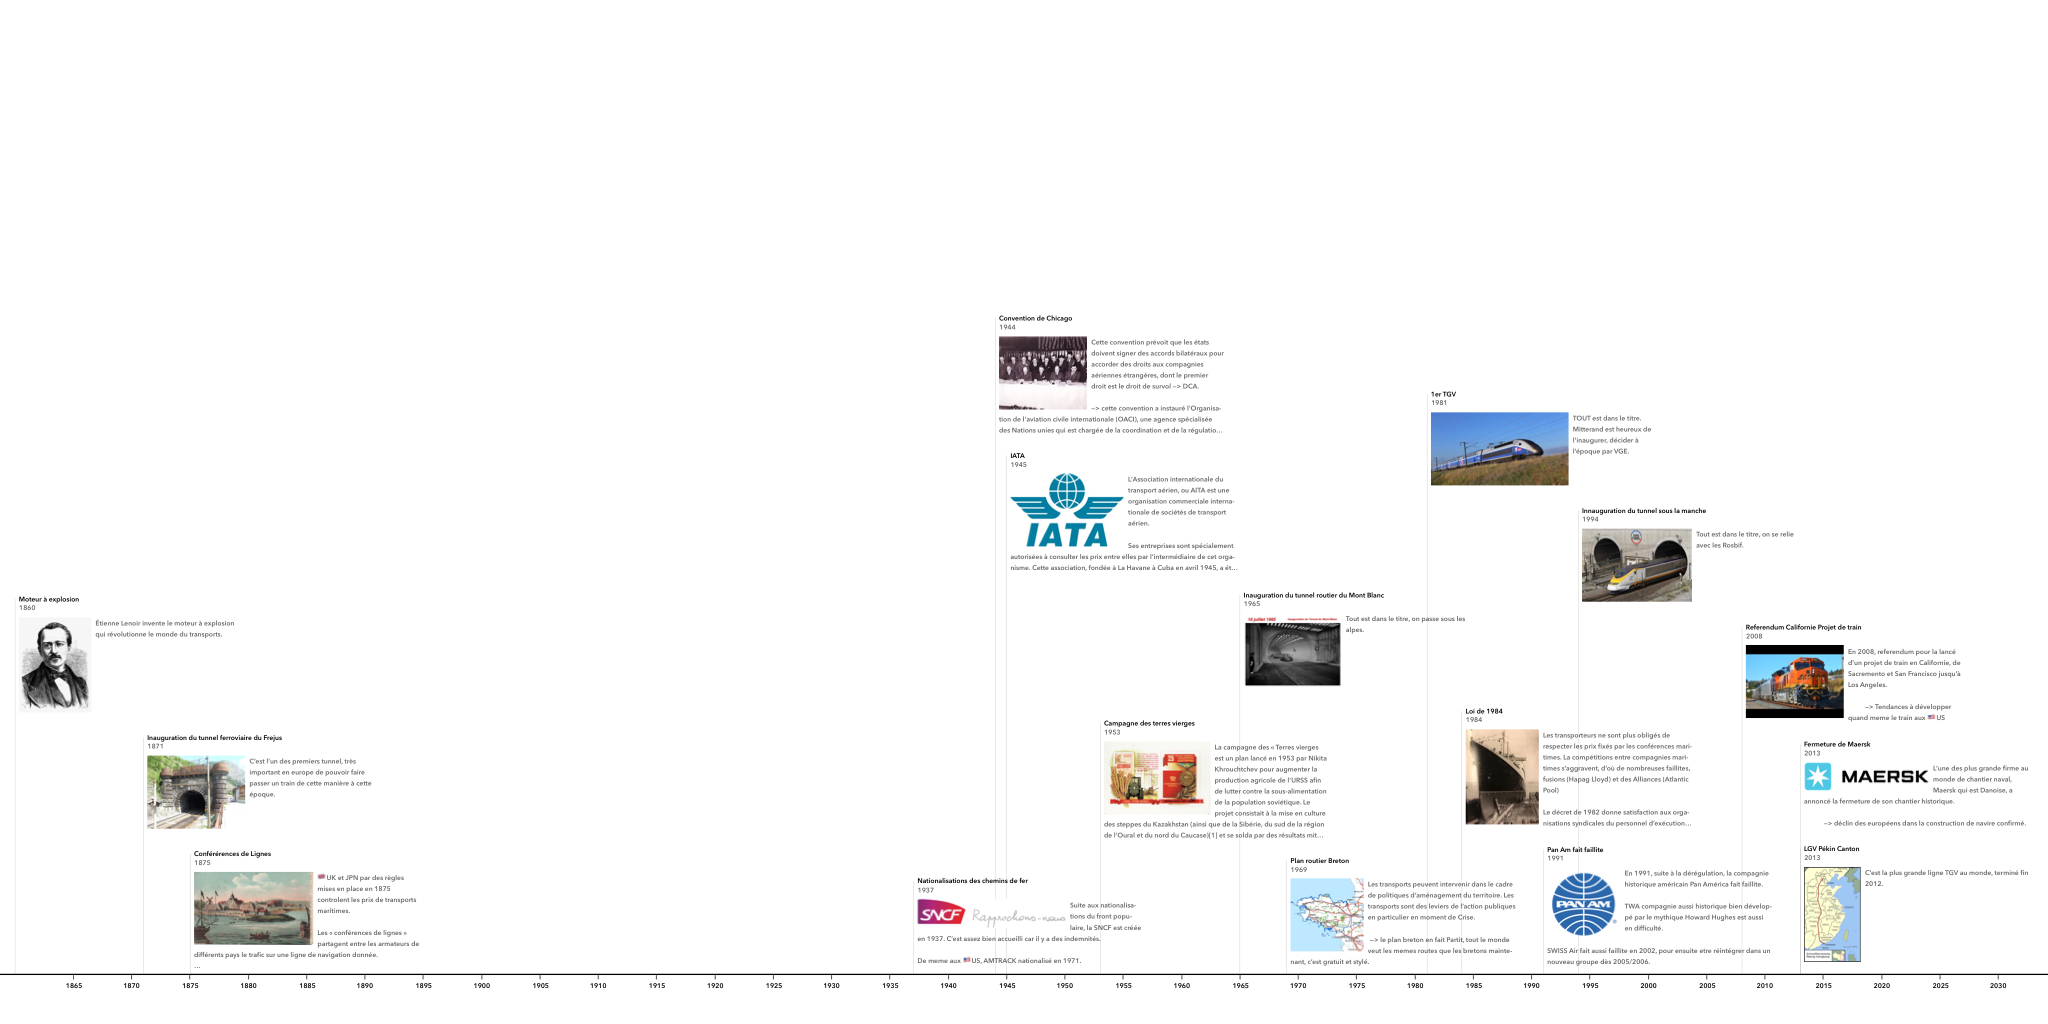 Convention de Chicago
1944
Cette convention prévoit que les états
doivent signer des accords bilatéraux pour
accorder des droits aux compagnies
aériennes étrangères, dont le premier
droit est le droit de survol —> DCA.
—> cette convention a instauré l'Organisa-
tion de l'aviation civile internationale (OACI), une agence spécialisée
des Nations unies qui est chargée de la coordination et de la régulatio...
1er TGV
1981
TOUT est dans le titre.
Mitterand est heureux de
l'inaugurer, décider à
l'époque par VGE.
IATA
1945
IATA
L'Association internationale du
transport aérien, ou AITA est une
organisation commerciale interna-
tionale de sociétés de transport
aérien.
Ses entreprises sont spécialement
autorisées à consulter les prix entre elles par l'intermédiaire de cet orga-
nisme. Cette association, fondée à La Havane à Cuba en avril 1945, a ét...
Innauguration du tunnel sous la manche
1994
Tout est dans le titre, on se relie
avec les Rosbif.
Moteur à explosion
1860
Étienne Lenoir invente le moteur à explosion
qui révolutionne le monde du transports.
Inauguration du tunnel routier du Mont Blanc
1965
Tout est dans le titre, on passe sous les
alpes.
Referendum Californie Projet de train
2008
En 2008, referendum pour la lancé
d'un projet de train en Californie, de
Sacremento et San Francisco jusqu'à
Los Angeles.
—> Tendances à développer
quand meme le train aux 🇺🇸 US
Inauguration du tunnel ferroviaire du Frejus
1871
C'est l'un des premiers tunnel, très
important en europe de pouvoir faire
passer un train de cette manière à cette
époque.
Campagne des terres vierges
1953
La campagne des « Terres vierges
est un plan lancé en 1953 par Nikita
Khrouchtchev pour augmenter la
production agricole de l'URSS afin
de lutter contre la sous-alimentation
de la population soviétique. Le
projet consistait à la mise en culture
des steppes du Kazakhstan (ainsi que de la Sibérie, du sud de la région
de l'Oural et du nord du Caucase)[1] et se solda par des résultats mit...
Loi de 1984
1984
Les transporteurs ne sont plus obligés de
respecter les prix fixés par les conférences mari-
times. La compétitions entre compagnies mari-
times s'aggravent, d'où de nombreuses faillites,
fusions (Hapag Lloyd) et des Alliances (Atlantic
Pool)
Le décret de 1982 donne satisfaction aux orga-
nisations syndicales du personnel d'exécution...
Fermeture de Maersk
2013
MAERSK
L'une des plus grande firme au
monde de chantier naval,
Maersk qui est Danoise, a
annoncé la fermeture de son chantier historique.
—> déclin des européens dans la construction de navire confirmé.
Conférérences de Lignes
1875
UK et JPN par des règles
mises en place en 1875
controlent les prix de transports
maritimes.
Les « conférences de lignes »
partagent entre les armateurs de
différents pays le trafic sur une ligne de navigation donnée.
...
Nationalisations des chemins de fer
1937
SNCF Rapprochons-nous
Suite aux nationalisa-
tions du front popu-
laire, la SNCF est créée
en 1937. C'est assez bien accueilli car il y a des indemnités.
De meme aux 🇺🇸 US, AMTRACK nationalisé en 1971.
Plan routier Breton
1969
Les transports peuvent intervenir dans le cadre
de politiques d'aménagement du territoire. Les
transports sont des leviers de l'action publiques
en particulier en moment de Crise.
—> le plan breton en fait Partit, tout le monde
veut les memes routes que les bretons mainte-
nant, c'est gratuit et stylé.
Pan Am fait faillite
1991
PAN AM
En 1991, suite à la dérégulation, la compagnie
historique américain Pan América fait faillite.
TWA compagnie aussi historique bien dévelop-
pé par le mythique Howard Hughes est aussi
en difficulté.
SWISS Air fait aussi faillite en 2002, pour ensuite etre réintégrer dans un
nouveau groupe dès 2005/2006.
LGV Pékin Canton
2013
C'est la plus grande ligne TGV au monde, terminé fin
2012.
1865 1870 1875 1880 1885 1890 1895 1900 1905 1910 1915 1920 1925 1930 1935 1940 1945 1950 1955 1960 1965 1970 1975 1980 1985 1990 1995 2000 2005 2010 2015 2020 2025 2030